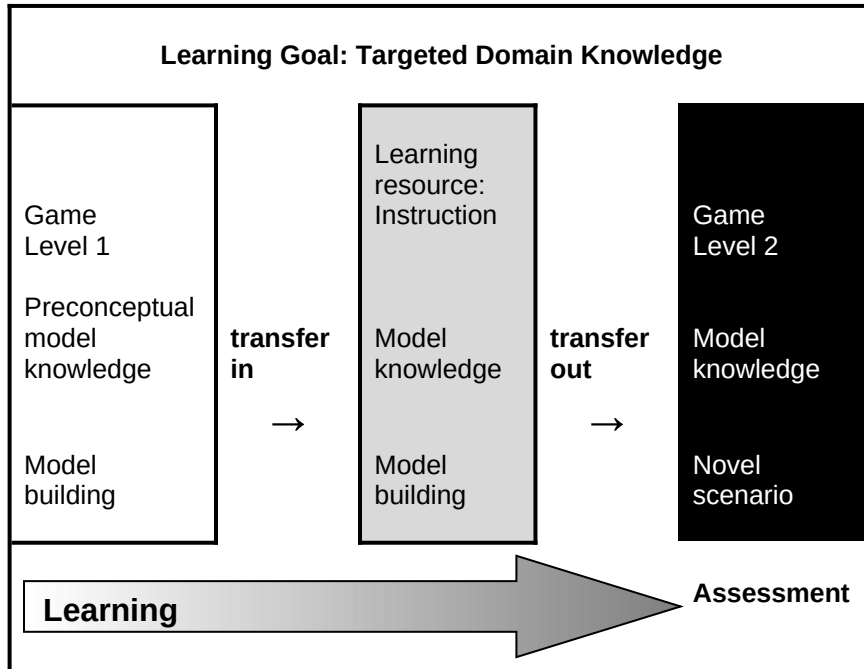 Learning Goal: Targeted Domain Knowledge
Game
Level 1
Preconceptual
model
knowledge
Model
building
transfer
in
→
Learning
resource:
Instruction
Model
knowledge
Model
building
transfer
out
→
Game
Level 2
Model
knowledge
Novel
scenario
Learning
Assessment